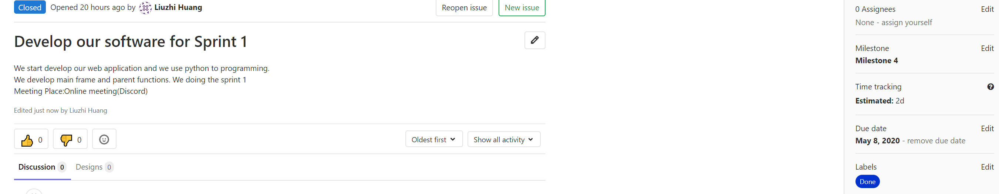 Closed Opened 20 hours ago by Liuzhi Huang
Reopen issue
New issue
Develop our software for Sprint 1
We start develop our web application and we use python to programming.
We develop main frame and parent functions. We doing the sprint 1
Meeting Place:Online meeting(Discord)
Edited just now by Liuzhi Huang
0
0
Oldest first
Show all activity
Discussion 0
Designs 0
0 Assignees Edit
None - assign yourself
Milestone Edit
Milestone 4
Time tracking ?
Estimated: 2d
Due date Edit
May 8, 2020 - remove due date
Labels Edit
Done